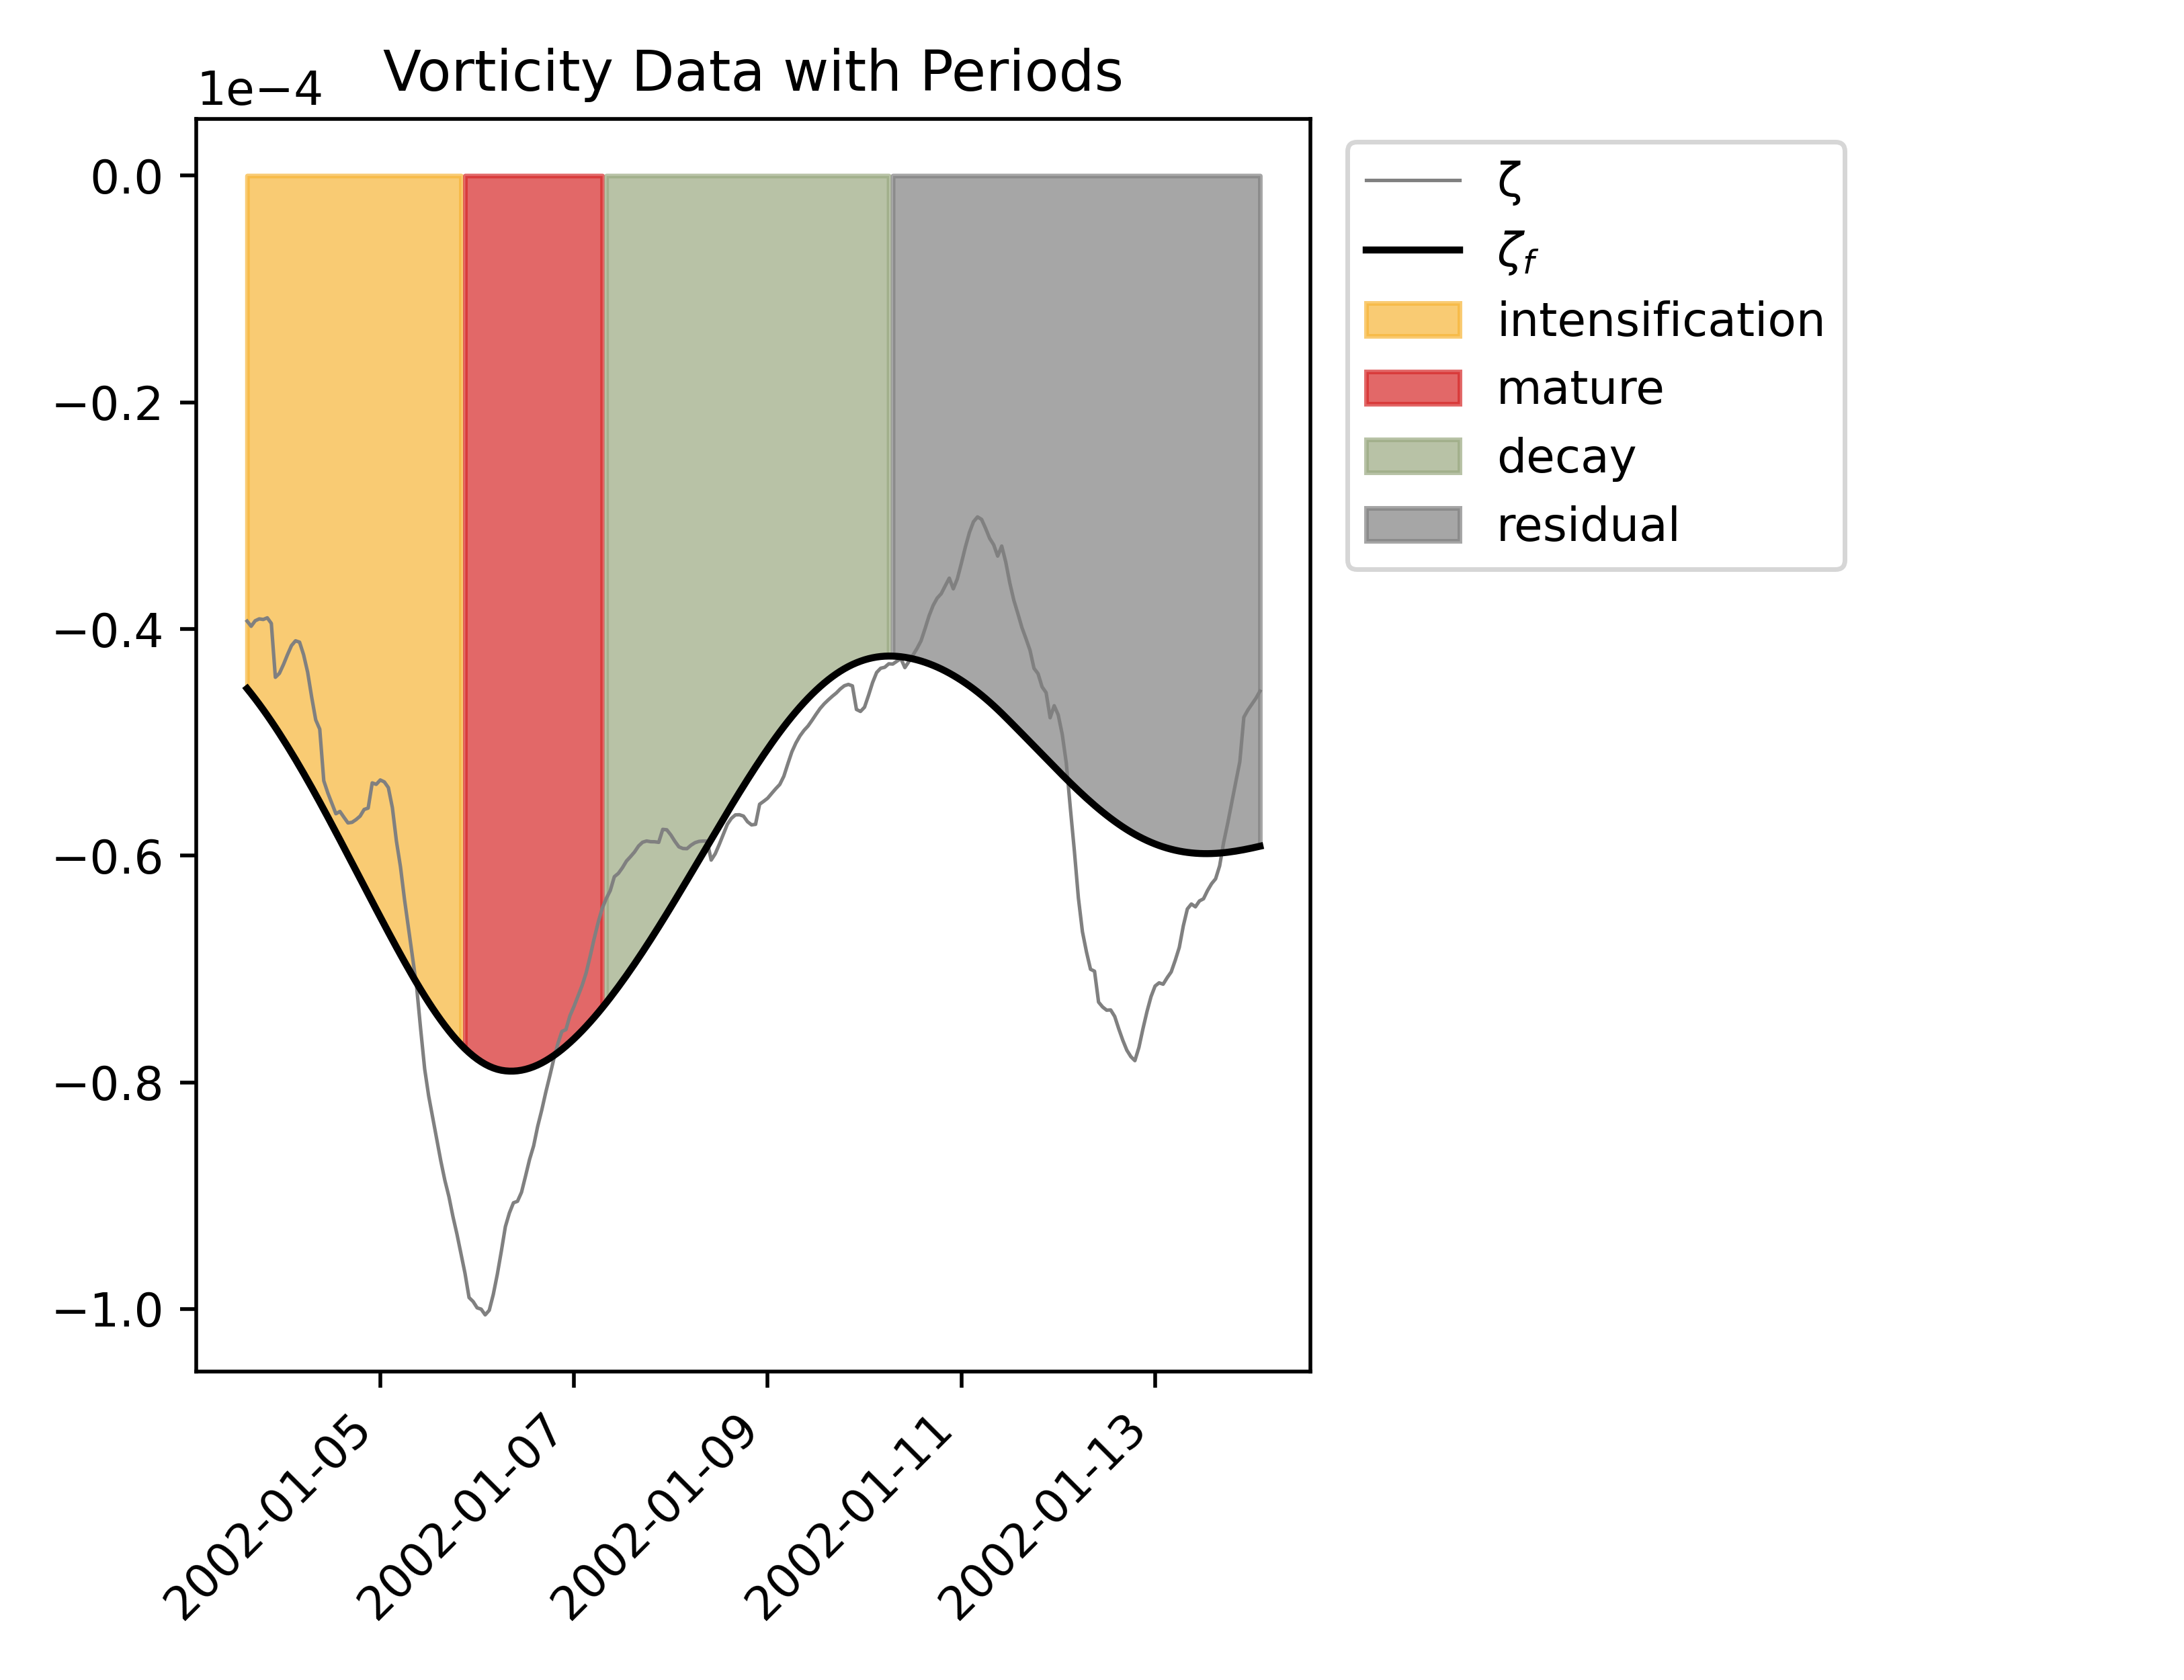 Vorticity Data with Periods
1e−4
0.0
−0.2
−0.4
−0.6
−0.8
−1.0
2002-01-05
2002-01-07
2002-01-09
2002-01-11
2002-01-13
ζ
ζf
intensification
mature
decay
residual